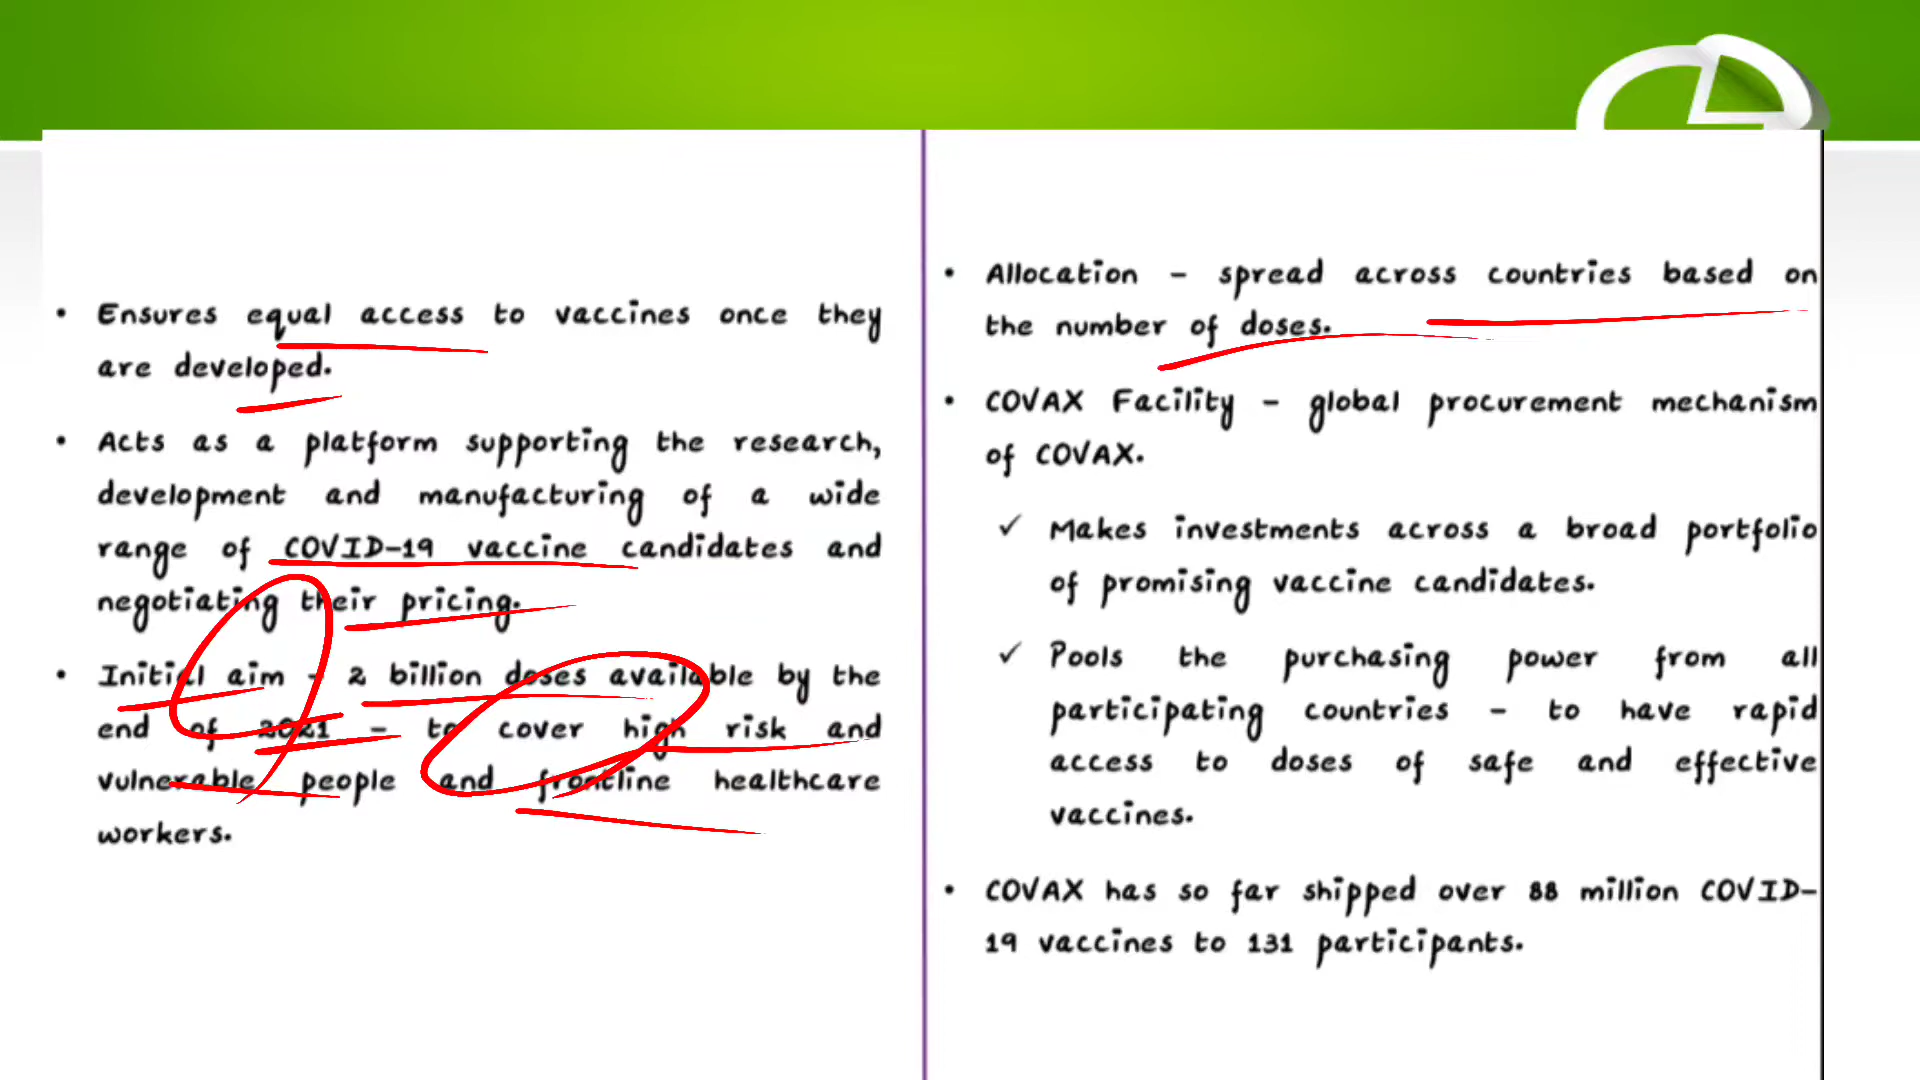 • Ensures equal access to vaccines once they
are developed.
• Acts as a platform supporting the research,
development and manufacturing of a wide
range of COVID-19 vaccine candidates and
negotiating their pricing.
• Initial aim - 2 billion doses available by the
end of 2021 - to cover high risk and
vulnerable people and frontline healthcare
workers.
• Allocation - spread across countries based on
the number of doses.
• COVAX Facility - global procurement mechanism
of COVAX.
✓ Makes investments across a broad portfolio
of promising vaccine candidates.
✓ Pools the purchasing power from all
participating countries - to have rapid
access to doses of safe and effective
vaccines.
• COVAX has so far shipped over 88 million COVID-
19 vaccines to 131 participants.